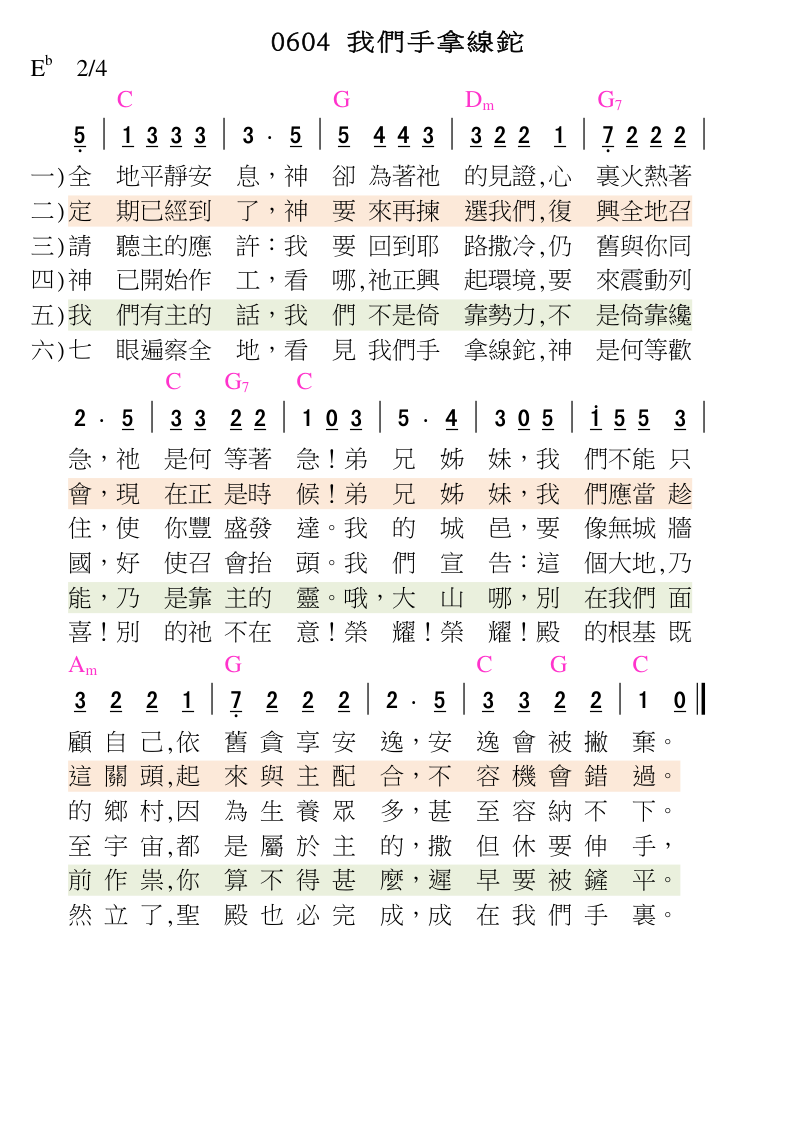 0604 我們手拿線鉈
E♭ 2/4
C G Dm G7
5 | 1 3 3 3 | 3 . 5 | 5 4 4 3 | 3 2 2 1 | 7 2 2 2 |
一)全 地平靜安 息，神 卻 為著祂 的見證,心 裏火熱著
二)定 期已經到 了，神 要 來再揀 選我們,復 興全地召
三)請 聽主的應 許：我 要 回到耶 路撒冷,仍 舊與你同
四)神 已開始作 工，看 哪,祂正興 起環境,要 來震動列
五)我 們有主的 話，我 們 不是倚 靠勢力,不 是倚靠纔
六)七 眼遍察全 地，看 見 我們手 拿線鉈,神 是何等歡
C G7 C
2 . 5 | 3 3 2 2 | 1 0 3 | 5 . 4 | 3 0 5 | 1 5 5 3 |
急，祂 是何 等著 急！弟 兄 姊 妹，我 們不能 只
會，現 在正 是時 候！弟 兄 姊 妹，我 們應當 趁
住，使 你豐 盛發 達。我 的 城 邑，要 像無城 牆
國，好 使召 會抬 頭。我 們 宣 告：這 個大地,乃
能，乃 是靠 主的 靈。哦，大 山 哪，別 在我們 面
喜！別 的祂 不在 意！榮 耀！榮 耀！殿 的根基 既
Am G C G C
3 2 2 1 | 7 2 2 2 | 2 . 5 | 3 3 2 2 | 1 0 ‖
顧 自 己,依 舊 貪 享 安 逸，安 逸 會 被 撇 棄。
這 關 頭,起 來 與 主 配 合，不 容 機 會 錯 過。
的 鄉 村,因 為 生 養 眾 多，甚 至 容 納 不 下。
至 宇 宙,都 是 屬 於 主 的，撒 但 休 要 伸 手，
前 作 祟,你 算 不 得 甚 麼，遲 早 要 被 鏟 平。
然 立 了,聖 殿 也 必 完 成，成 在 我 們 手 裏。